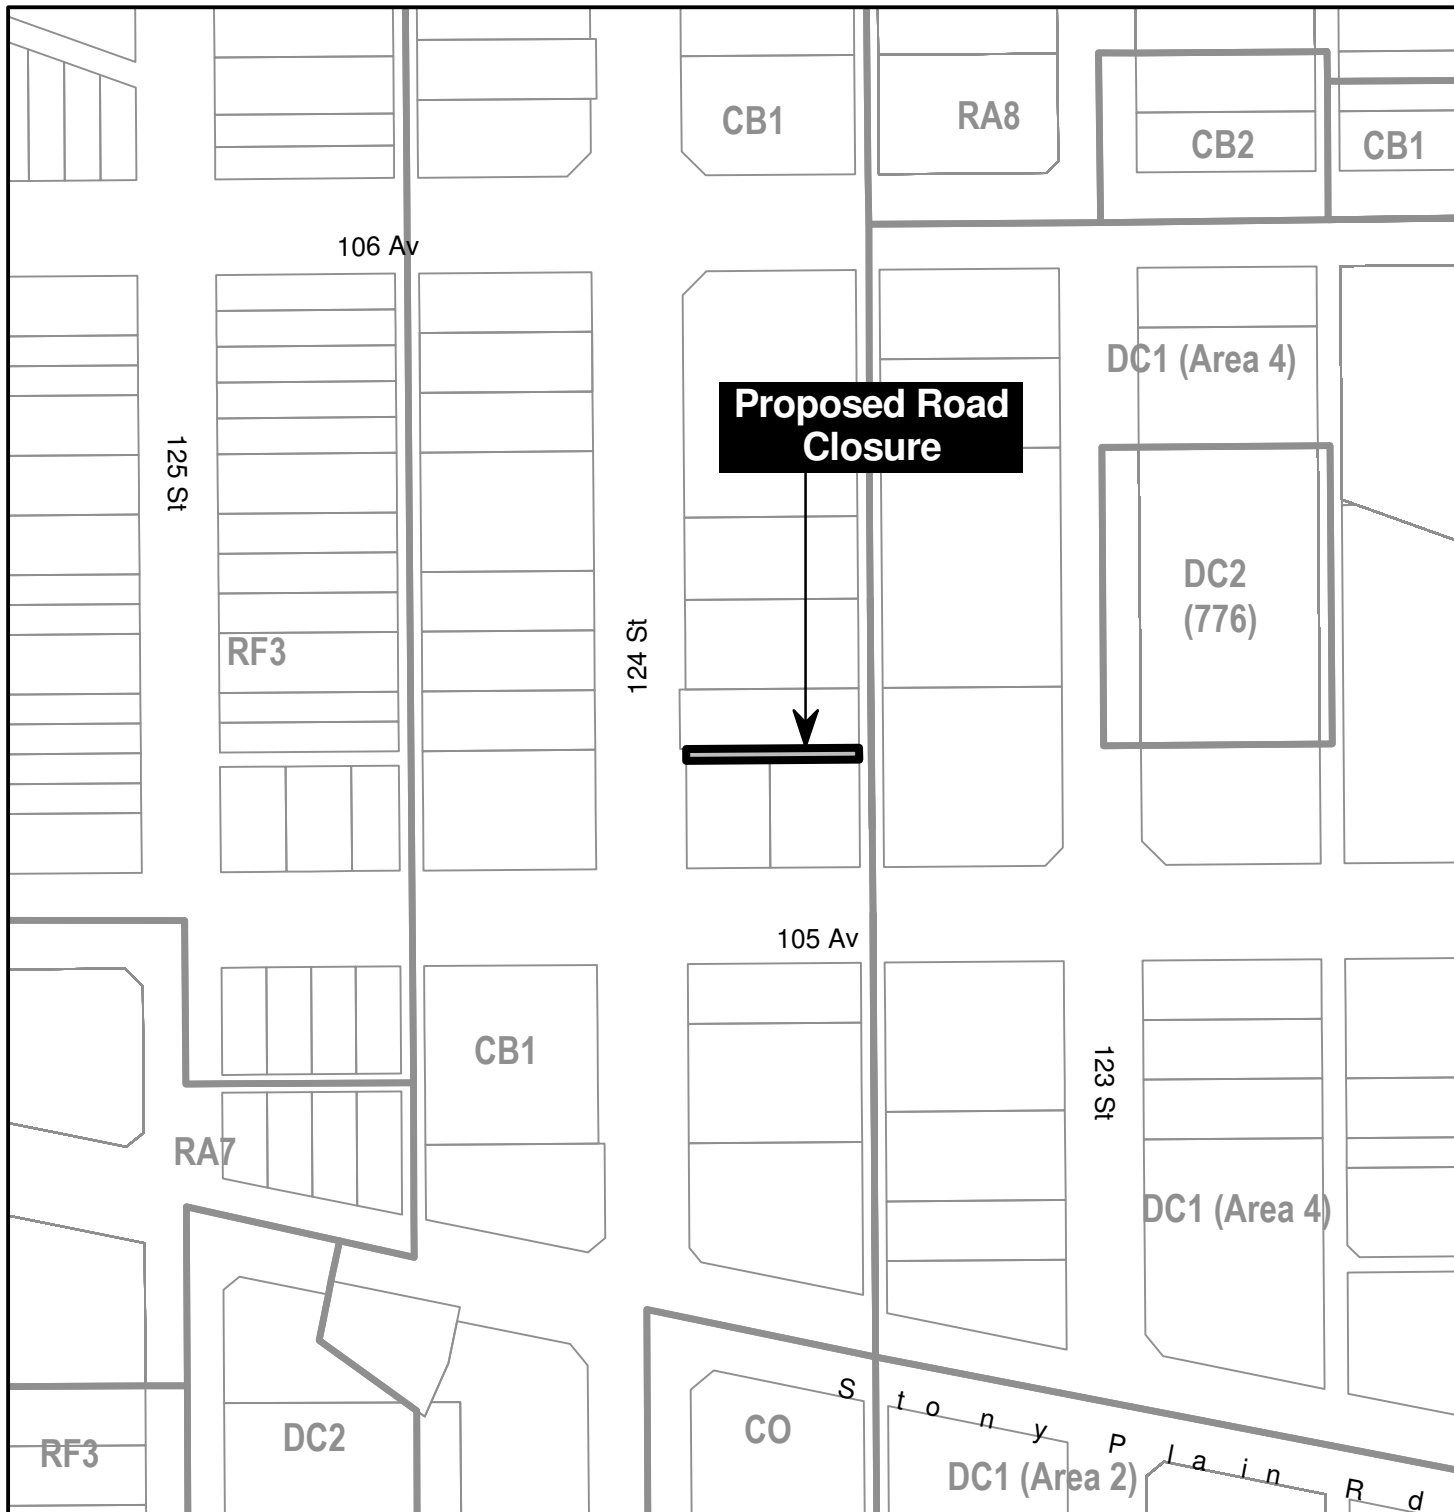 CB1
RA8
CB2
CB1
106 Av
DC1 (Area 4)
Proposed Road
Closure
125 St
DC2
(776)
124 St
RF3
105 Av
CB1
123 St
RA7
DC1 (Area 4)
Stony Plain Rd
CO
DC2
RF3
DC1 (Area 2)